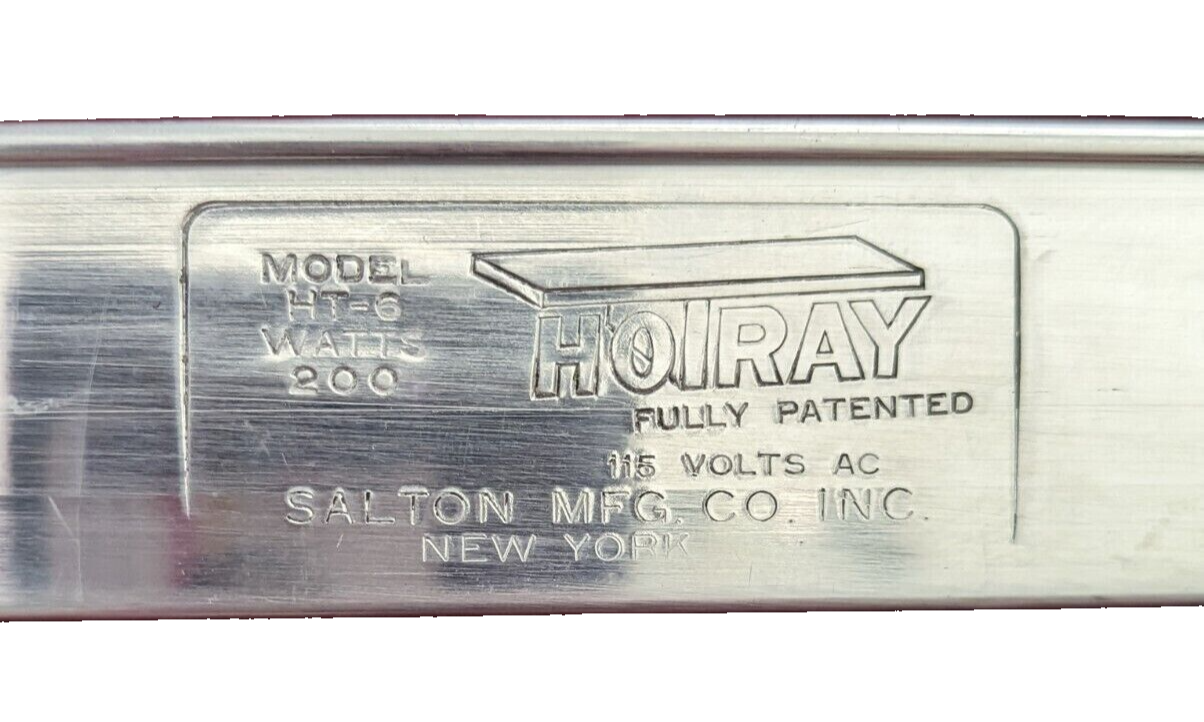 MODEL
HT-6
WATTS
200
HOTRAY
FULLY PATENTED
115 VOLTS AC
SALTON MFG. CO. INC.
NEW YORK